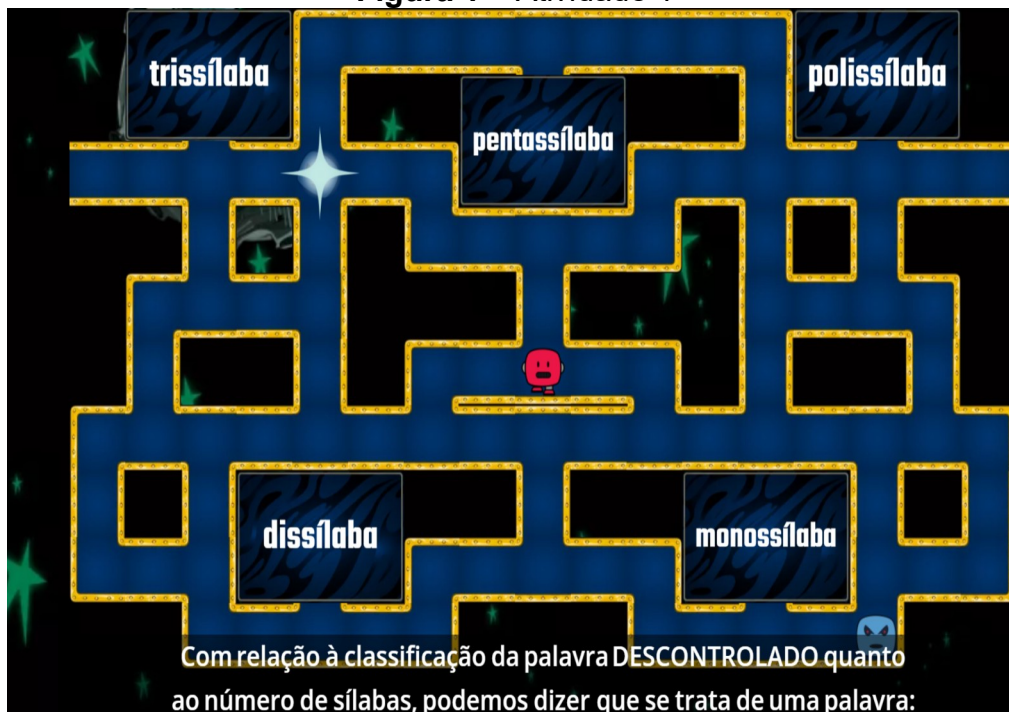 trissílaba
polissílaba
pentassílaba
dissílaba
monossílaba
Com relação à classificação da palavra DESCONTROLADO quanto
ao número de sílabas, podemos dizer que se trata de uma palavra: